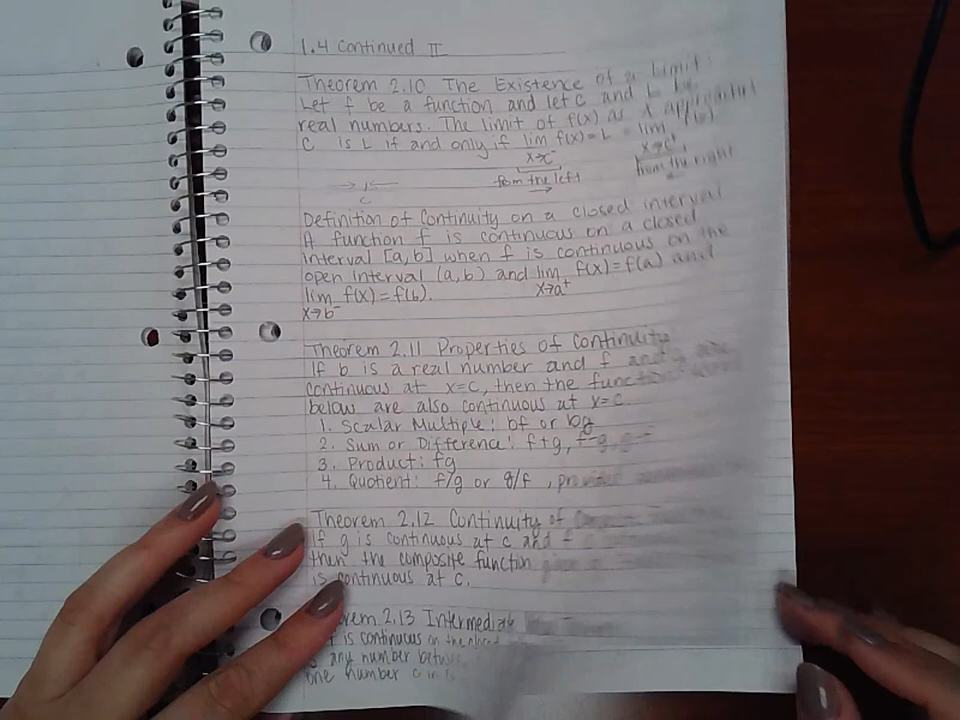 1.4 Continued II
Theorem 2.10 The Existence of a Limit:
Let f be a function and let c and L be
real numbers. The limit of f(x) as x approaches
C is L if and only if lim f(x) = L = lim f(x)
x→c⁻ x→c⁺
from the left from the right
→ ←
c
Definition of Continuity on a closed interval
A function f is continuous on a closed
interval [a,b] when f is continuous on the
open interval (a,b) and lim f(x)=f(a) and
lim f(x) = f(b). x→a⁺
x→b⁻
Theorem 2.11 Properties of Continuity
If b is a real number and f and g are
continuous at x=c, then the functions
below are also continuous at x=c.
1. Scalar Multiple: bf or bg
2. Sum or Difference: f+g, f-g,
3. Product: fg
4. Quotient: f/g or g/f , provided
Theorem 2.12 Continuity of
If g is continuous at c and f
then the composite function
is continuous at c.
2.13 Intermediate
f is continuous on the
any number
one number c in